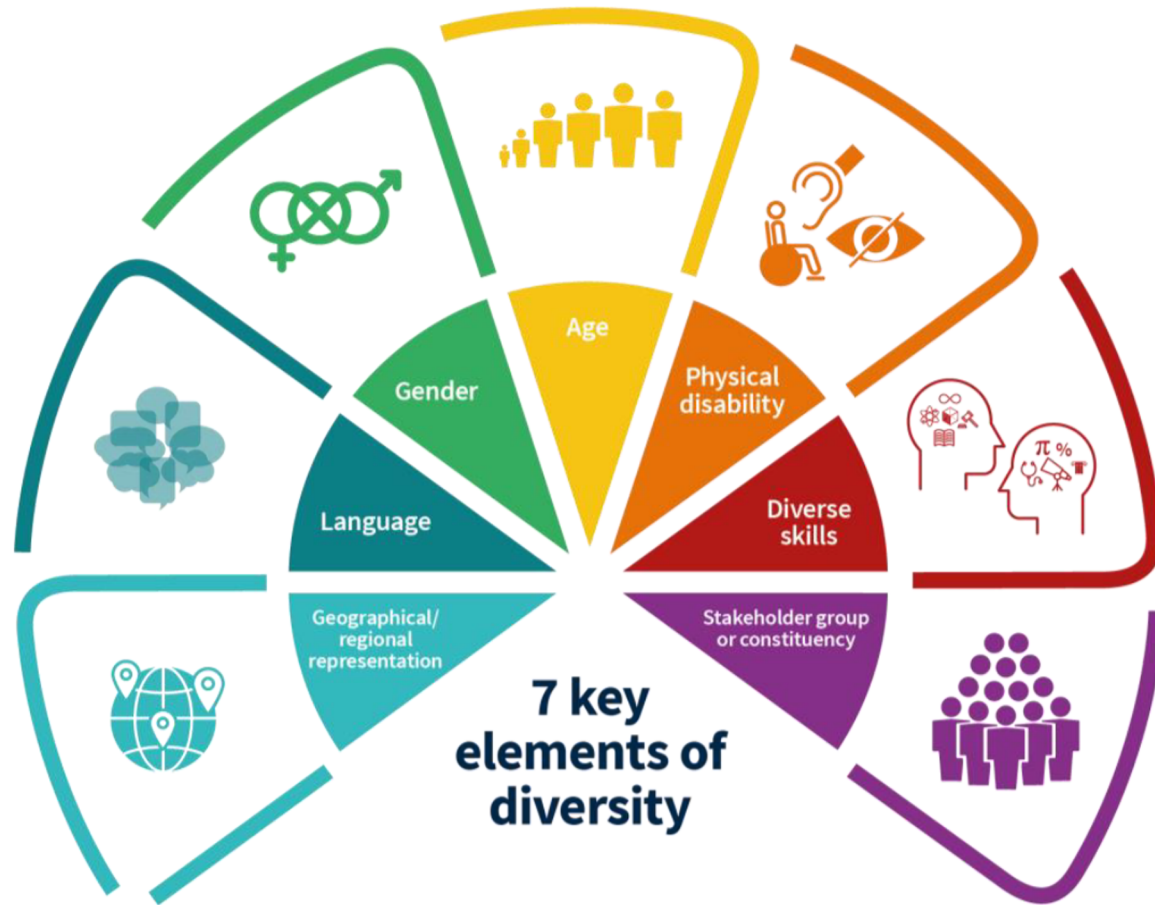 Age
Gender
Physical
disability
Language
Diverse
skills
π %
Geographical/
regional
representation
Stakeholder group
or constituency
7 key
elements of
diversity